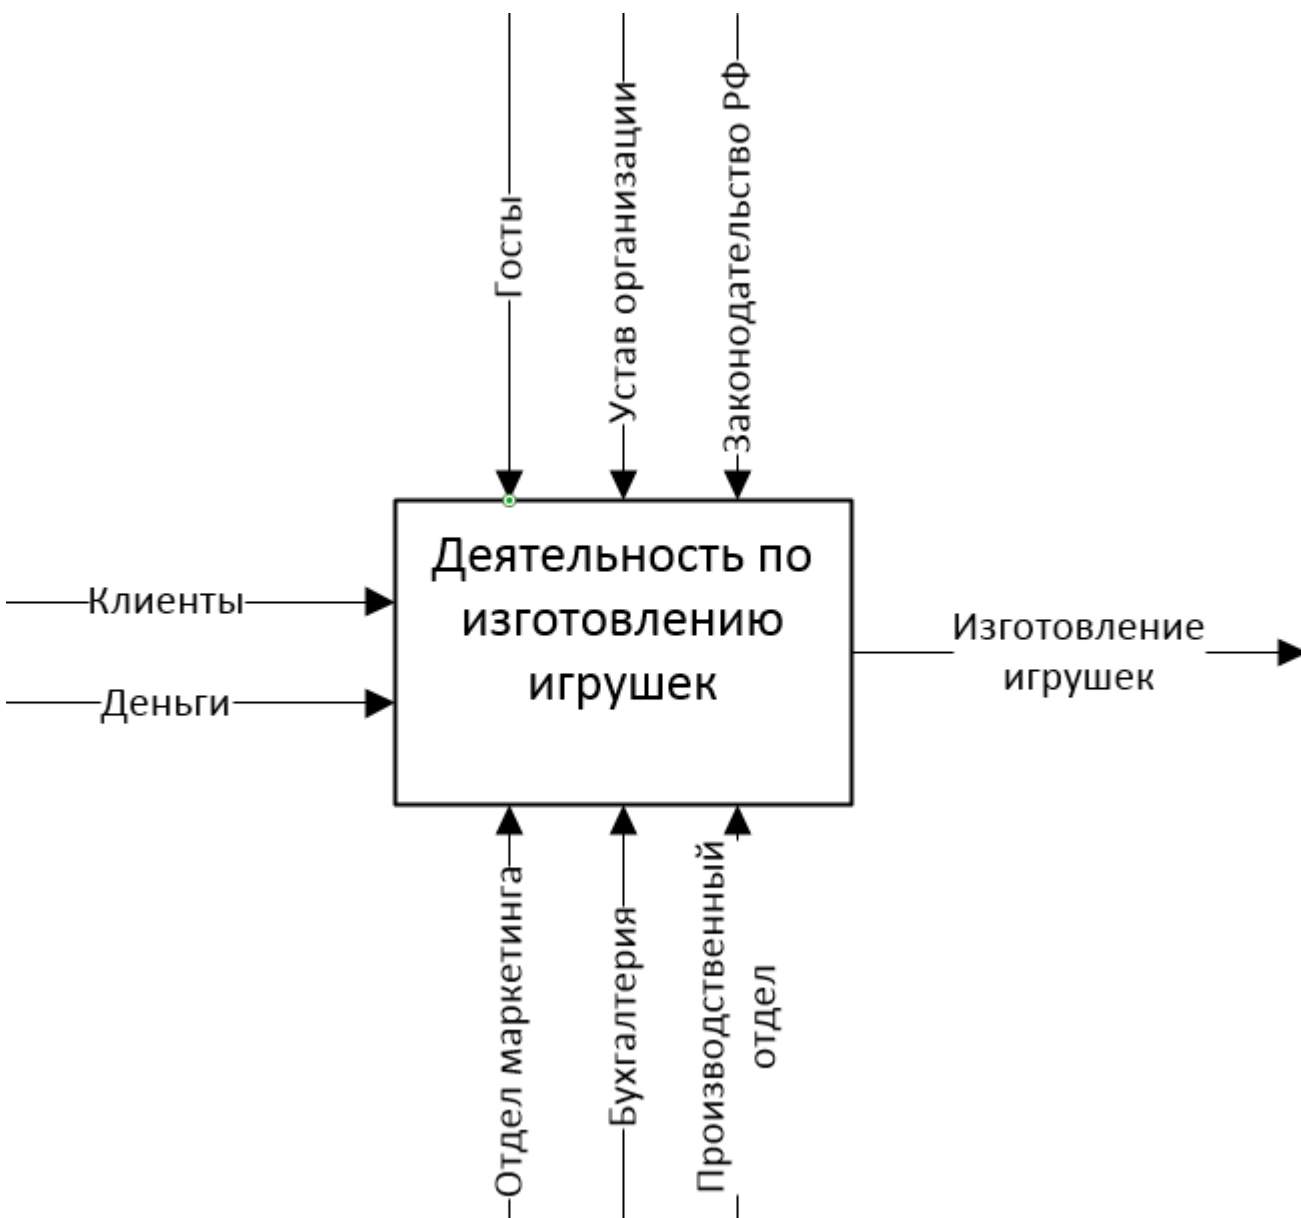 Госты
Устав организации
Законодательство РФ
Деятельность по
изготовлению
игрушек
Клиенты
Деньги
Изготовление
игрушек
Отдел маркетинга
Бухгалтерия
Производственный
отдел